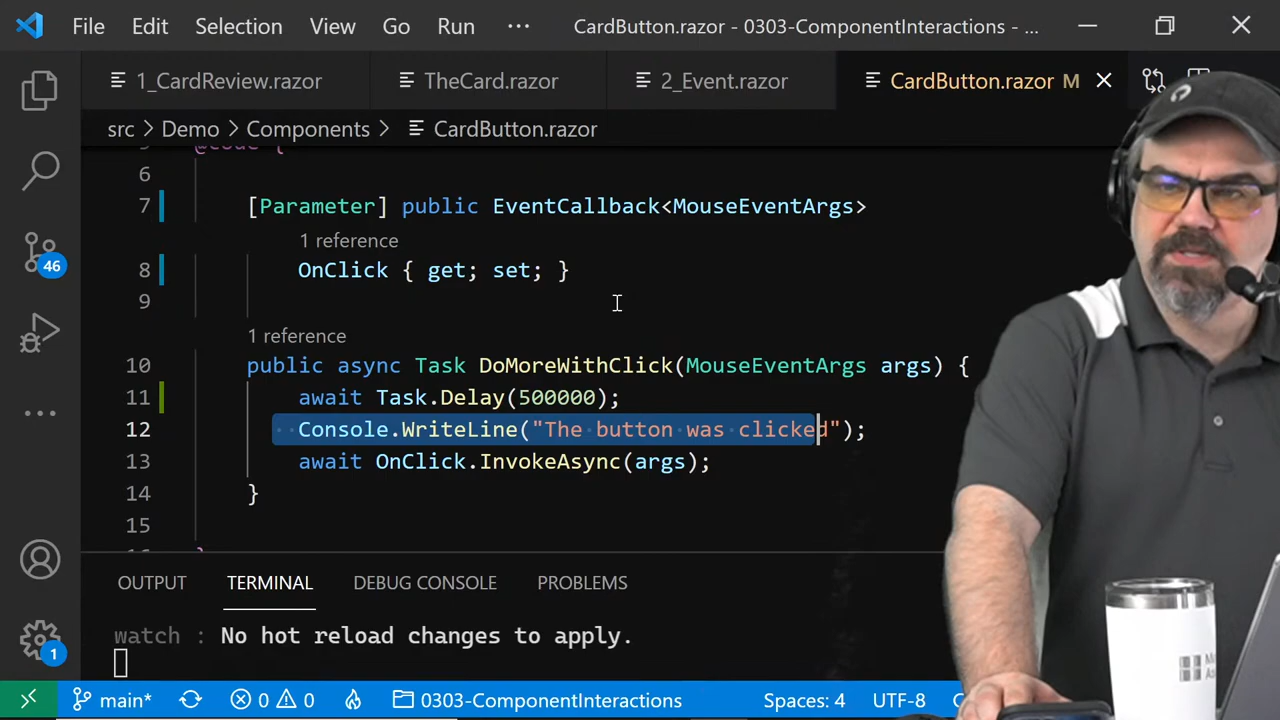 File Edit Selection View Go Run ··· CardButton.razor - 0303-ComponentInteractions - ...
1_CardReview.razor TheCard.razor 2_Event.razor CardButton.razor M
src > Demo > Components > CardButton.razor
6
7 [Parameter] public EventCallback<MouseEventArgs>
1 reference
8 OnClick { get; set; }
9
1 reference
10 public async Task DoMoreWithClick(MouseEventArgs args) {
11 await Task.Delay(500000);
12 Console.WriteLine("The button was clicked");
13 await OnClick.InvokeAsync(args);
14 }
15
46
OUTPUT TERMINAL DEBUG CONSOLE PROBLEMS
watch : No hot reload changes to apply.
1
main* 0 0 0303-ComponentInteractions Spaces: 4 UTF-8